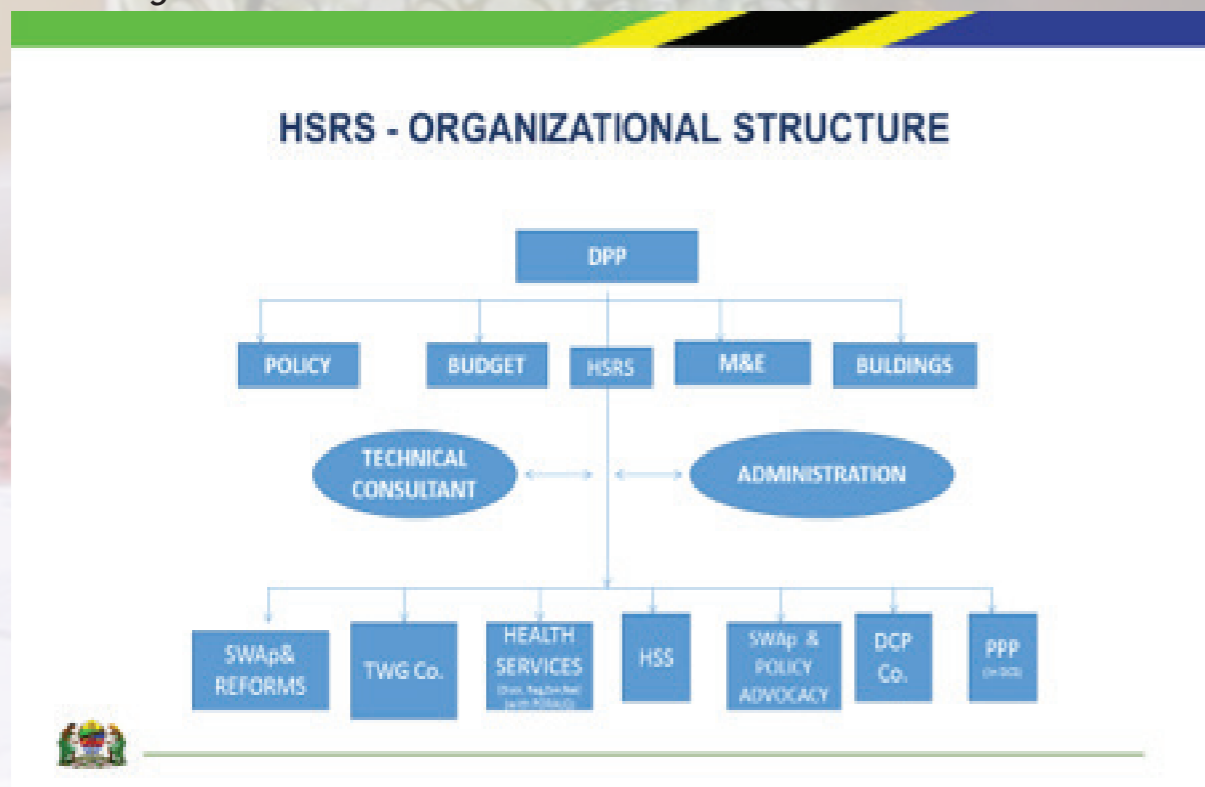 HSRS - ORGANIZATIONAL STRUCTURE
DPP
POLICY
BUDGET
HSRS
M&E
BULDINGS
TECHNICAL
CONSULTANT
ADMINISTRATION
SWAp&
REFORMS
TWG Co.
HEALTH
SERVICES
HSS
SWAp &
POLICY
ADVOCACY
DCP
Co.
PPP